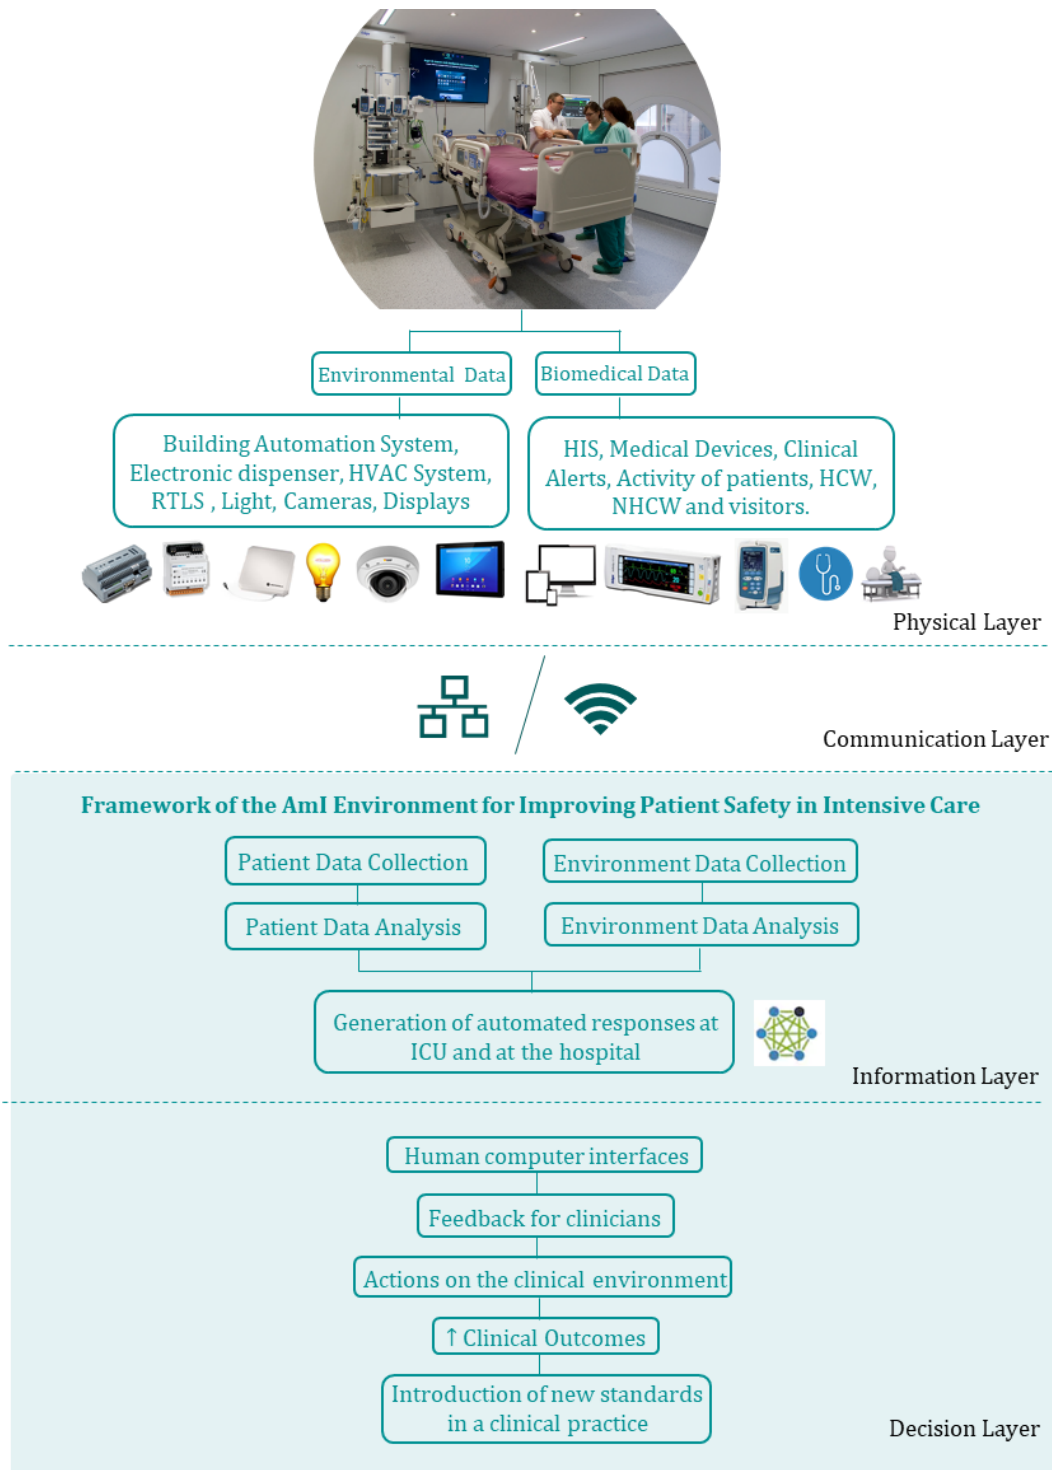 Environmental Data
Biomedical Data
Building Automation System,
Electronic dispenser, HVAC System,
RTLS , Light, Cameras, Displays
HIS, Medical Devices, Clinical
Alerts, Activity of patients, HCW,
NHCW and visitors.
Physical Layer
Communication Layer
Framework of the AmI Environment for Improving Patient Safety in Intensive Care
Patient Data Collection
Environment Data Collection
Patient Data Analysis
Environment Data Analysis
Generation of automated responses at
ICU and at the hospital
Information Layer
Human computer interfaces
Feedback for clinicians
Actions on the clinical environment
↑ Clinical Outcomes
Introduction of new standards
in a clinical practice
Decision Layer